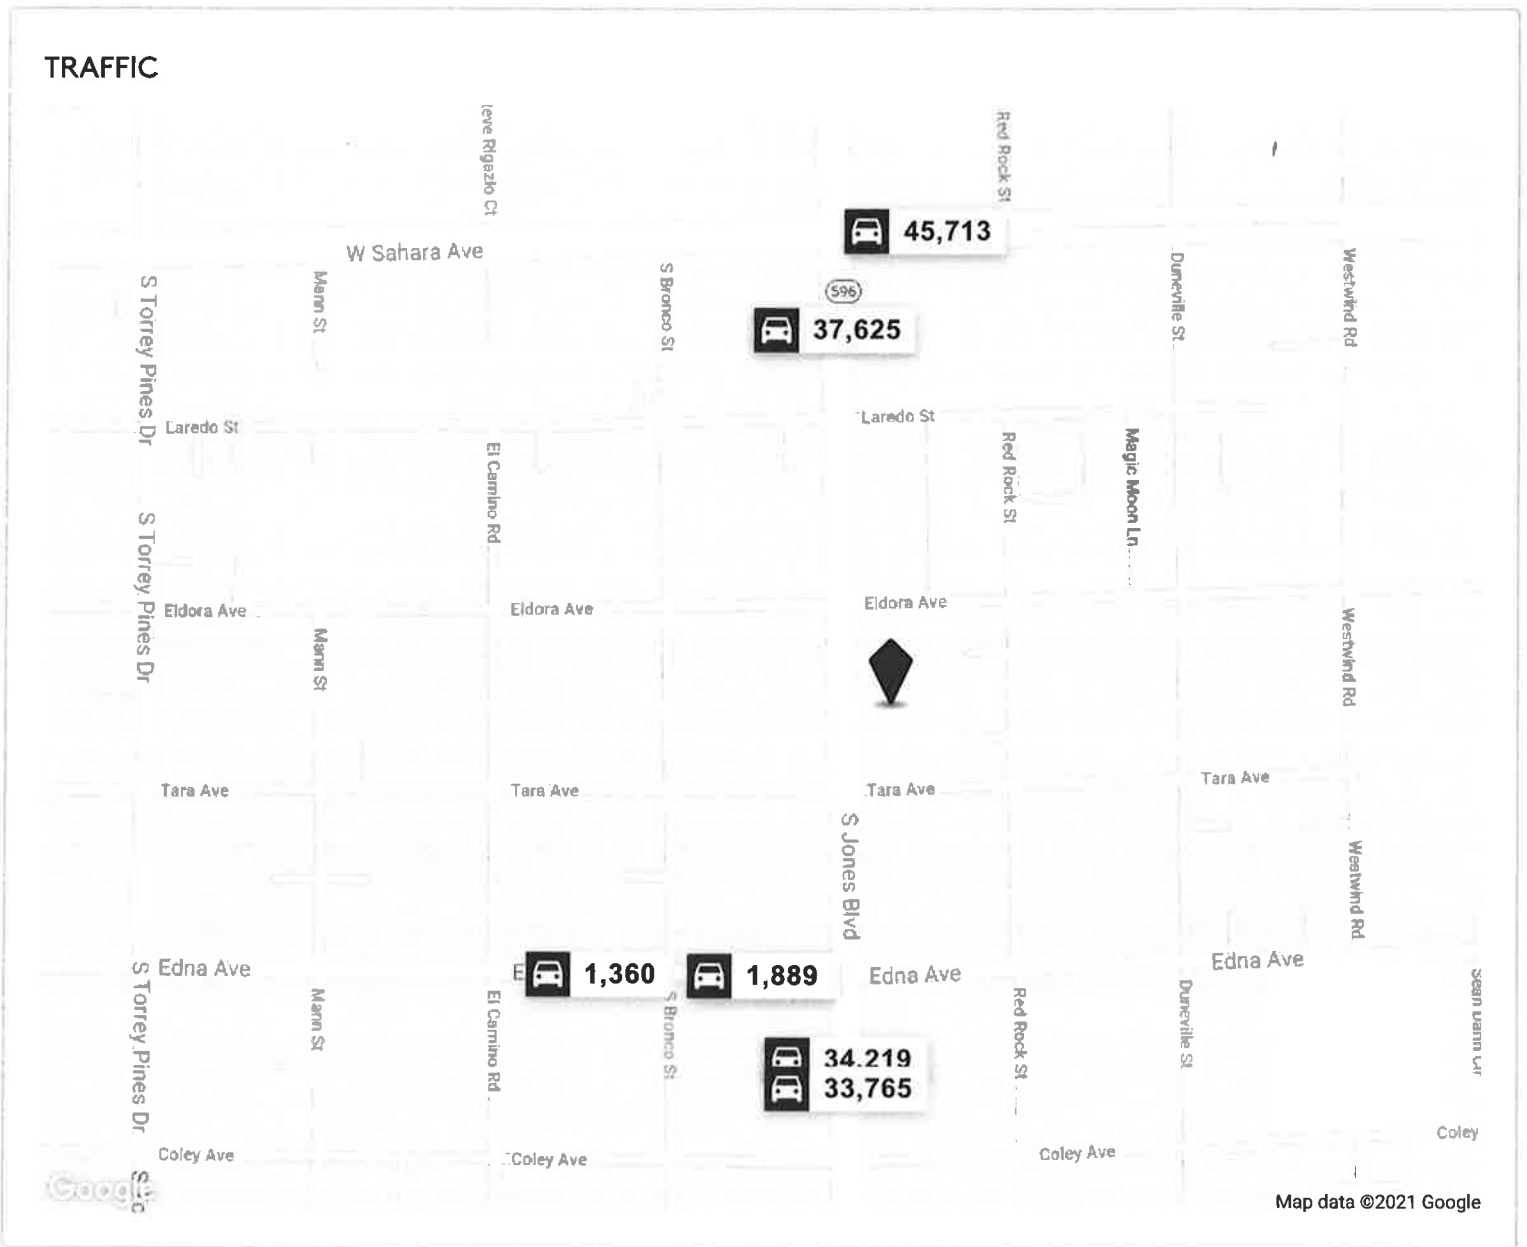 TRAFFIC
Red Rock St
45,713
W Sahara Ave
S Torrey Pines Dr
Mann St
S Bronco St
596
Duneville St
Westwind Rd
37,625
Laredo St
Laredo St
El Camino Rd
Red Rock St
Magic Moon Ln
S Torrey Pines Dr
Eldora Ave
Eldora Ave
Eldora Ave
Mann St
Westwind Rd
Tara Ave
Tara Ave
Tara Ave
Tara Ave
S Jones Blvd
Westwind Rd
Edna Ave
E
1,360
1,889
Edna Ave
Edna Ave
S Torrey Pines Dr
Mann St
El Camino Rd
S Bronco St
Red Rock St
Duneville St
34.219
33,765
Coley Ave
Coley Ave
Coley Ave
Coley
Google
Map data ©2021 Google